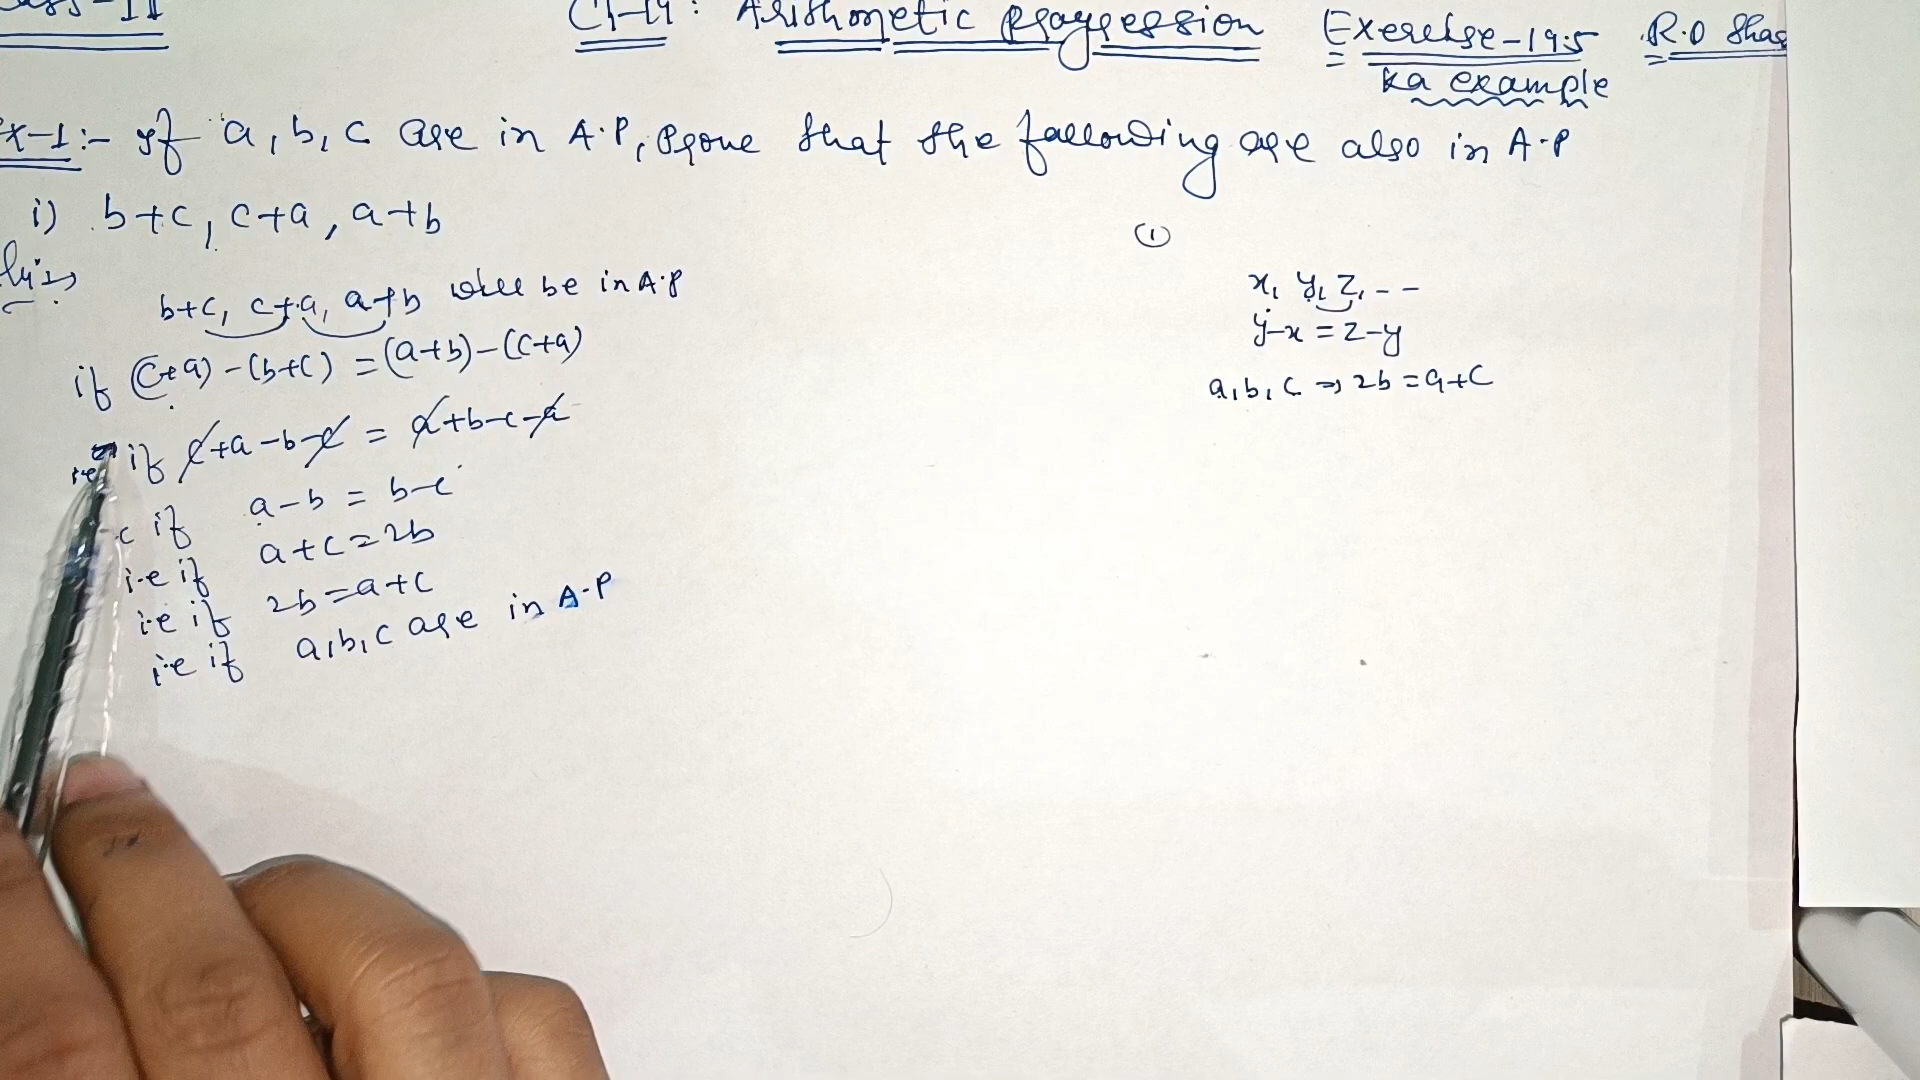 Ch-19: Arithmetic progression Exercise-19.5 R.D
ka example
Ex-1:- If a, b, c are in A.P, Prove that the following are also in A.P
i) b+c, c+a, a+b
(1)
b+c, c+a, a+b will be in A.P
if (c+a)-(b+c) = (a+b)-(c+a)
i.e if c+a-b-c = a+b-c-a
if a-b = b-c
i.e if a+c=2b
i.e if 2b=a+c
i.e if a,b,c are in A.P
x, y, z, - -
y-x = z-y
a,b,c ⇒ 2b=a+c